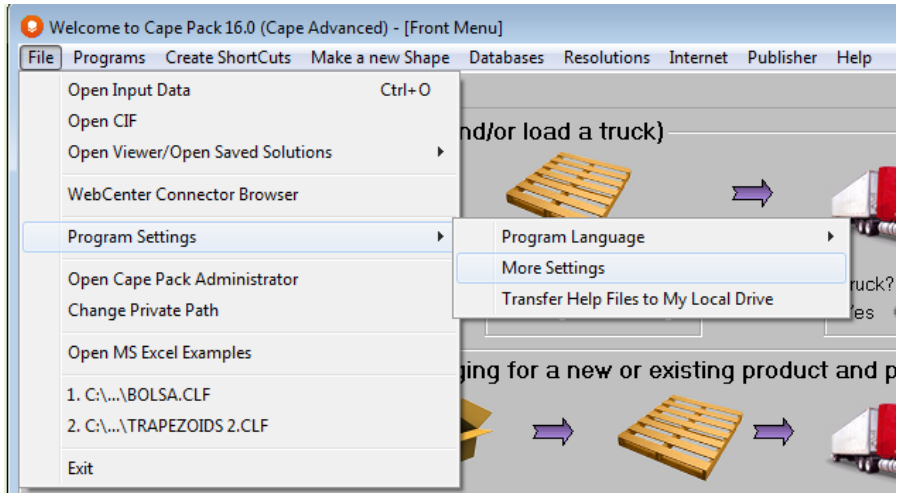 Welcome to Cape Pack 16.0 (Cape Advanced) - [Front Menu]
File Programs Create ShortCuts Make a new Shape Databases Resolutions Internet Publisher Help
Open Input Data Ctrl+O
Open CIF
nd/or load a truck)
Open Viewer/Open Saved Solutions
WebCenter Connector Browser
Program Settings
Program Language
More Settings
Transfer Help Files to My Local Drive
ruck?
es
Open Cape Pack Administrator
Change Private Path
Open MS Excel Examples
ging for a new or existing product and p
1. C:\...\BOLSA.CLF
2. C:\...\TRAPEZOIDS 2.CLF
Exit